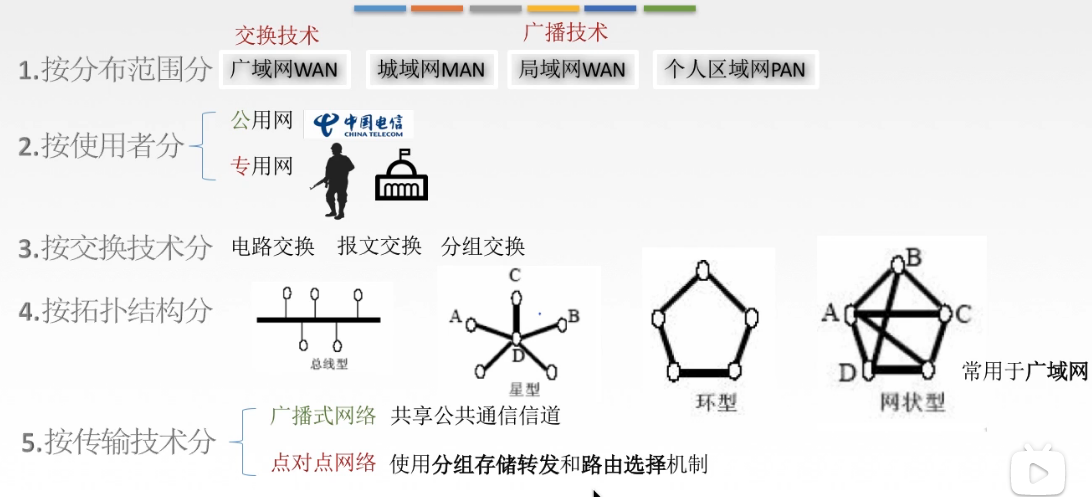 交换技术
广播技术
1.按分布范围分 广域网WAN 城域网MAN 局域网WAN 个人区域网PAN
2.按使用者分
公用网 中国电信
CHINA TELECOM
专用网
3.按交换技术分 电路交换 报文交换 分组交换
4.按拓扑结构分
总线型
A
B
C
D
星型
环型
A
B
C
D
网状型
常用于广域网
5.按传输技术分
广播式网络 共享公共通信信道
点对点网络 使用分组存储转发和路由选择机制